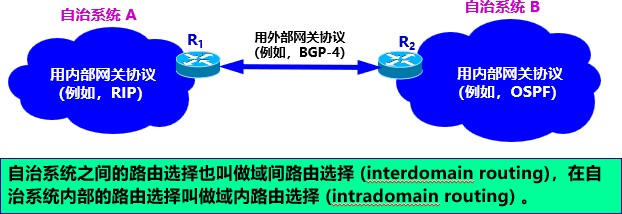 自治系统 A
自治系统 B
用外部网关协议
(例如，BGP-4)
R1
R2
用内部网关协议
(例如，RIP)
用内部网关协议
(例如，OSPF)
自治系统之间的路由选择也叫做域间路由选择 (interdomain routing)，在自
治系统内部的路由选择叫做域内路由选择 (intradomain routing) 。